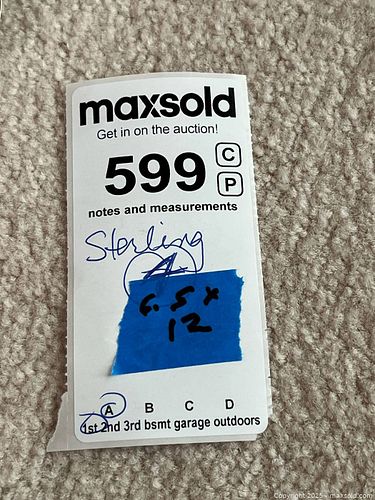 maxsold
Get in on the auction!
599 C
P
notes and measurements
Sterling
A
6.5 x
12
A B C D
1st 2nd 3rd bsmt garage outdoors
Copyright 2025 - maxsold.com